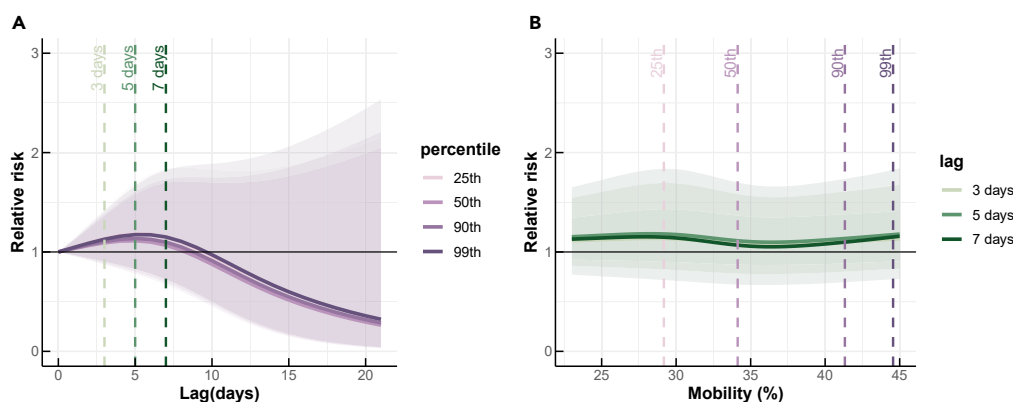 A
Relative risk
3
2
1
0
3 days
5 days
7 days
0
5
10
15
20
Lag(days)
percentile
25th
50th
90th
99th
B
Relative risk
3
2
1
0
25th
50th
90th
99th
25
30
35
40
45
Mobility (%)
lag
3 days
5 days
7 days